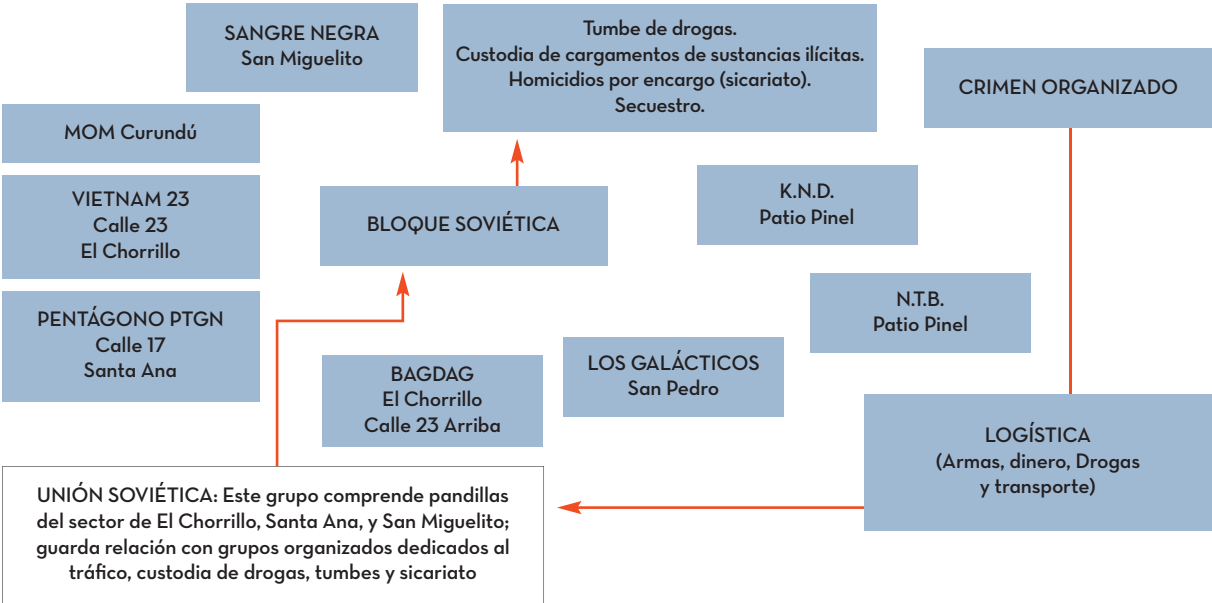 SANGRE NEGRA
San Miguelito
Tumbe de drogas.
Custodia de cargamentos de sustancias ilícitas.
Homicidios por encargo (sicariato).
Secuestro.
CRIMEN ORGANIZADO
MOM Curundú
VIETNAM 23
Calle 23
El Chorrillo
BLOQUE SOVIÉTICA
K.N.D.
Patio Pinel
PENTÁGONO PTGN
Calle 17
Santa Ana
N.T.B.
Patio Pinel
BAGDAG
El Chorrillo
Calle 23 Arriba
LOS GALÁCTICOS
San Pedro
LOGÍSTICA
(Armas, dinero, Drogas
y transporte)
UNIÓN SOVIÉTICA: Este grupo comprende pandillas
del sector de El Chorrillo, Santa Ana, y San Miguelito;
guarda relación con grupos organizados dedicados al
tráfico, custodia de drogas, tumbes y sicariato